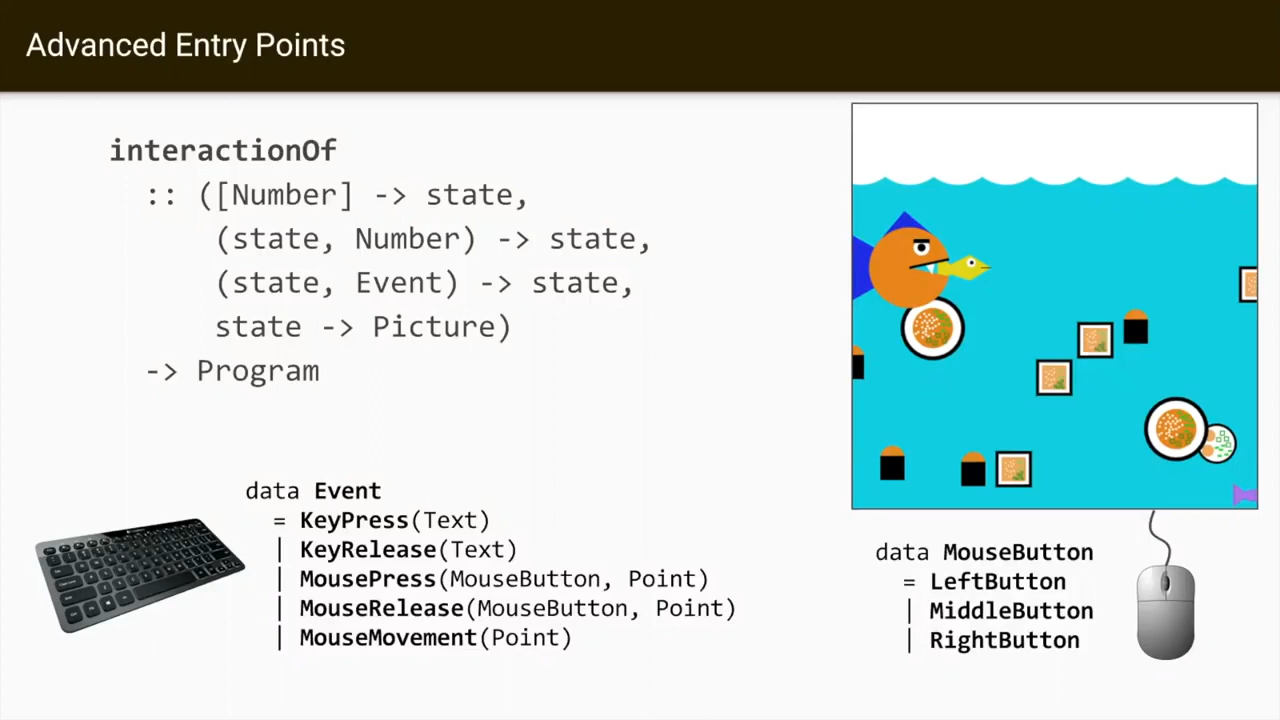 Advanced Entry Points
interactionOf
:: ([Number] -> state,
(state, Number) -> state,
(state, Event) -> state,
state -> Picture)
-> Program
data Event
= KeyPress(Text)
| KeyRelease(Text)
| MousePress(MouseButton, Point)
| MouseRelease(MouseButton, Point)
| MouseMovement(Point)
data MouseButton
= LeftButton
| MiddleButton
| RightButton